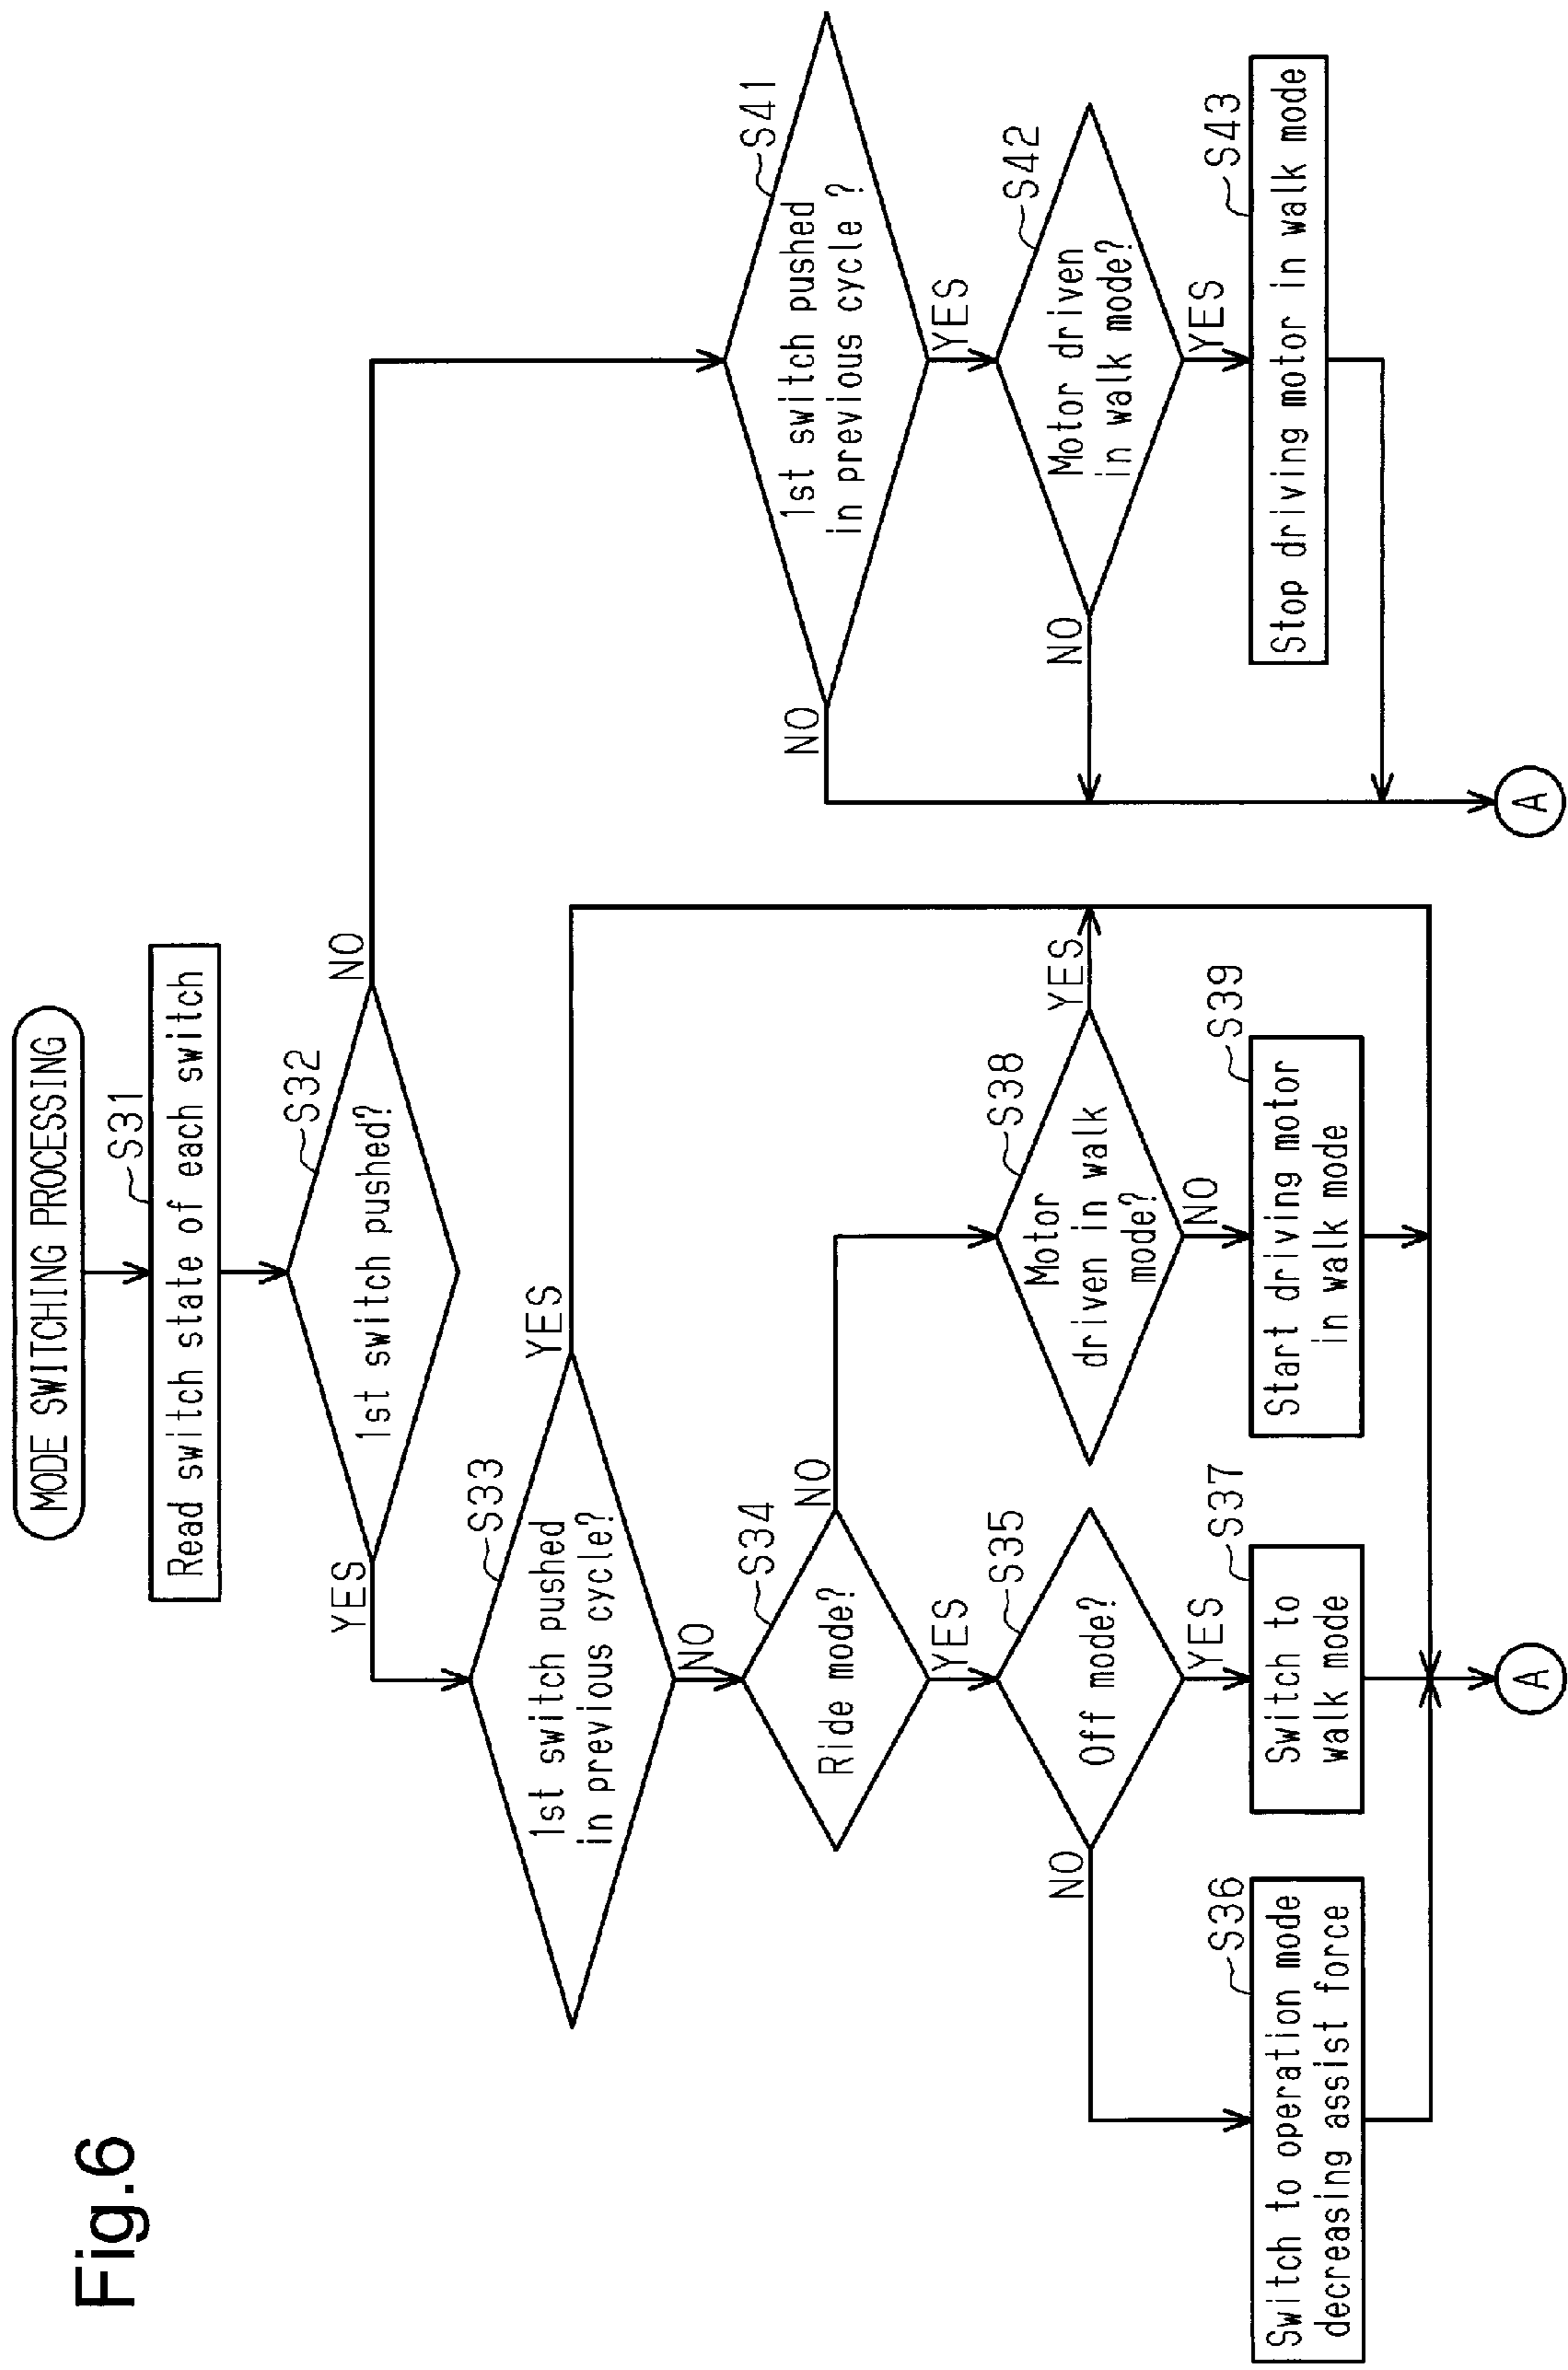 Fig.6
MODE SWITCHING PROCESSING
S31
Read switch state of each switch
S32
1st switch pushed?
YES
NO
S33
1st switch pushed
in previous cycle?
YES
NO
S34
Ride mode?
NO
YES
S35
Off mode?
NO
YES
S36
Switch to operation mode
decreasing assist force
S37
Switch to
walk mode
S38
Motor
driven in walk
mode?
YES
NO
S39
Start driving motor
in walk mode
A
S41
1st switch pushed
in previous cycle ?
NO
YES
S42
Motor driven
in walk mode?
NO
YES
S43
Stop driving motor in walk mode
A